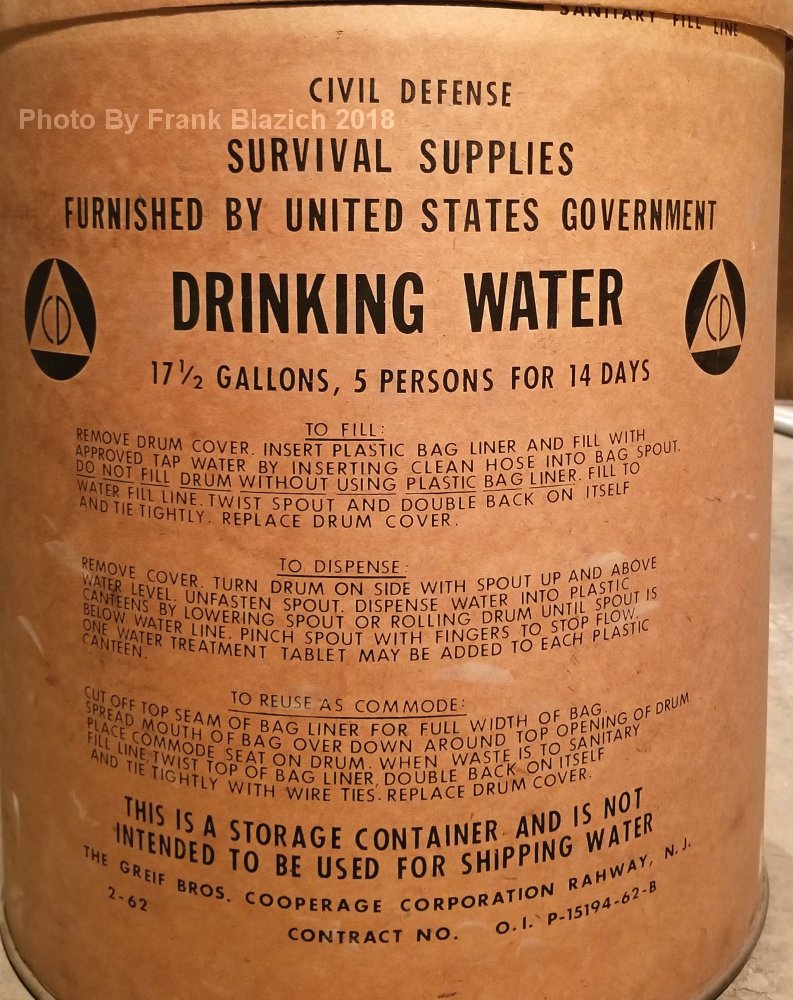 SANITARY FILL LINE
CIVIL DEFENSE
Photo By Frank Blazich 2018
SURVIVAL SUPPLIES
FURNISHED BY UNITED STATES GOVERNMENT
CD
DRINKING WATER
CD
17½ GALLONS, 5 PERSONS FOR 14 DAYS
TO FILL:
REMOVE DRUM COVER. INSERT PLASTIC BAG LINER AND FILL WITH
APPROVED TAP WATER BY INSERTING CLEAN HOSE INTO BAG SPOUT.
DO NOT FILL DRUM WITHOUT USING PLASTIC BAG LINER. FILL TO
WATER FILL LINE. TWIST SPOUT AND DOUBLE BACK ON ITSELF
AND TIE TIGHTLY. REPLACE DRUM COVER.
TO DISPENSE:
REMOVE COVER. TURN DRUM ON SIDE WITH SPOUT UP AND ABOVE
WATER LEVEL. UNFASTEN SPOUT. DISPENSE WATER INTO PLASTIC
CANTEENS BY LOWERING SPOUT OR ROLLING DRUM UNTIL SPOUT IS
BELOW WATER LINE. PINCH SPOUT WITH FINGERS TO STOP FLOW.
ONE WATER TREATMENT TABLET MAY BE ADDED TO EACH PLASTIC
CANTEEN.
TO REUSE AS COMMODE:
CUT OFF TOP SEAM OF BAG LINER FOR FULL WIDTH OF BAG.
SPREAD MOUTH OF BAG OVER DOWN AROUND TOP OPENING OF DRUM.
PLACE COMMODE SEAT ON DRUM. WHEN WASTE IS TO SANITARY
FILL LINE, TWIST TOP OF BAG LINER, DOUBLE BACK ON ITSELF
AND TIE TIGHTLY WITH WIRE TIES. REPLACE DRUM COVER.
THIS IS A STORAGE CONTAINER AND IS NOT
INTENDED TO BE USED FOR SHIPPING WATER
THE GREIF BROS. COOPERAGE CORPORATION RAHWAY, N.J.
2-62
CONTRACT NO. O.I. P-15194-62-B